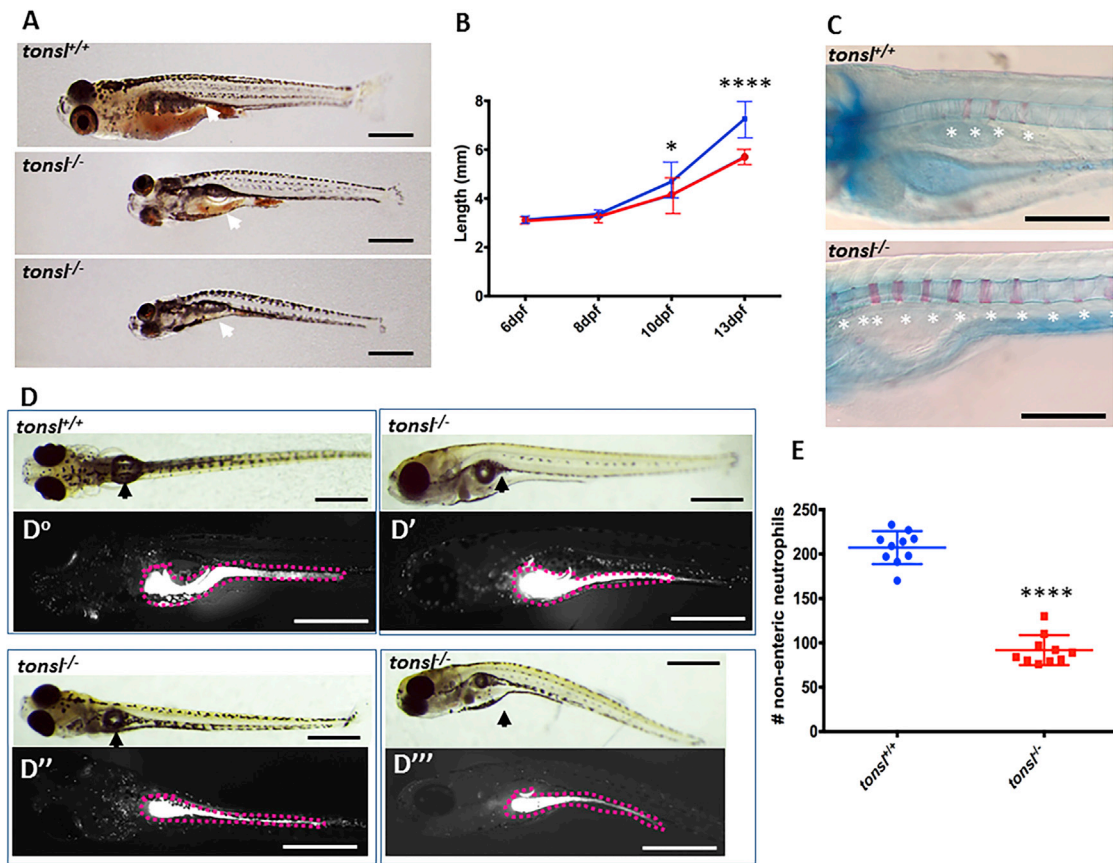 A
tonsl+/+
tonsl-/-
tonsl-/-
B
Length (mm)
8
6
4
2
0
*
****
6dpf
8dpf
10dpf
13dpf
C
tonsl+/+
* * * *
tonsl-/-
* ** * * * * * * * *
D
tonsl+/+
Dº
tonsl-/-
D'
tonsl-/-
D''
tonsl-/-
D'''
E
# non-enteric neutrophils
250
200
150
100
50
0
****
tonsl+/+
tonsl-/-